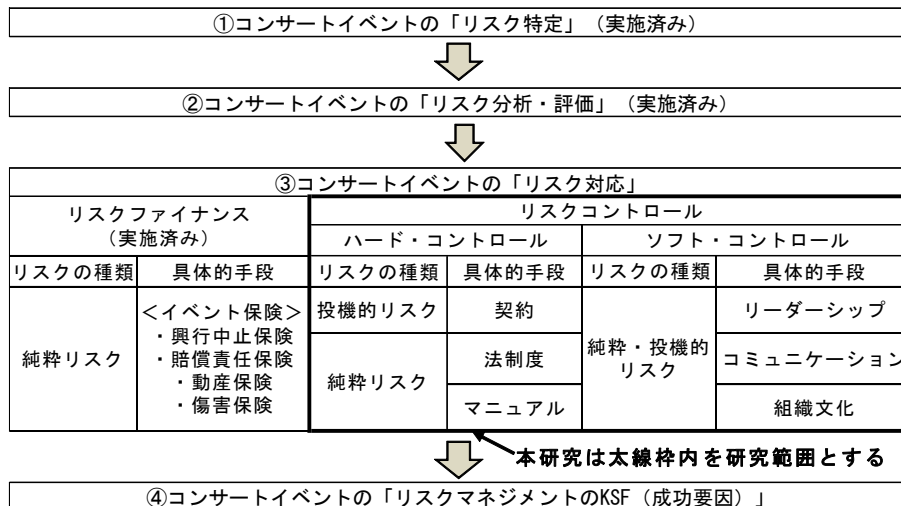 ①コンサートイベントの「リスク特定」（実施済み）
②コンサートイベントの「リスク分析・評価」（実施済み）
③コンサートイベントの「リスク対応」
リスクファイナンス
（実施済み）
リスクコントロール
ハード・コントロール
ソフト・コントロール
リスクの種類
具体的手段
リスクの種類
具体的手段
リスクの種類
具体的手段
純粋リスク
＜イベント保険＞
・興行中止保険
・賠償責任保険
・動産保険
・傷害保険
投機的リスク
契約
純粋リスク
法制度
マニュアル
純粋・投機的
リスク
リーダーシップ
コミュニケーション
組織文化
本研究は太線枠内を研究範囲とする
④コンサートイベントの「リスクマネジメントのKSF（成功要因）」